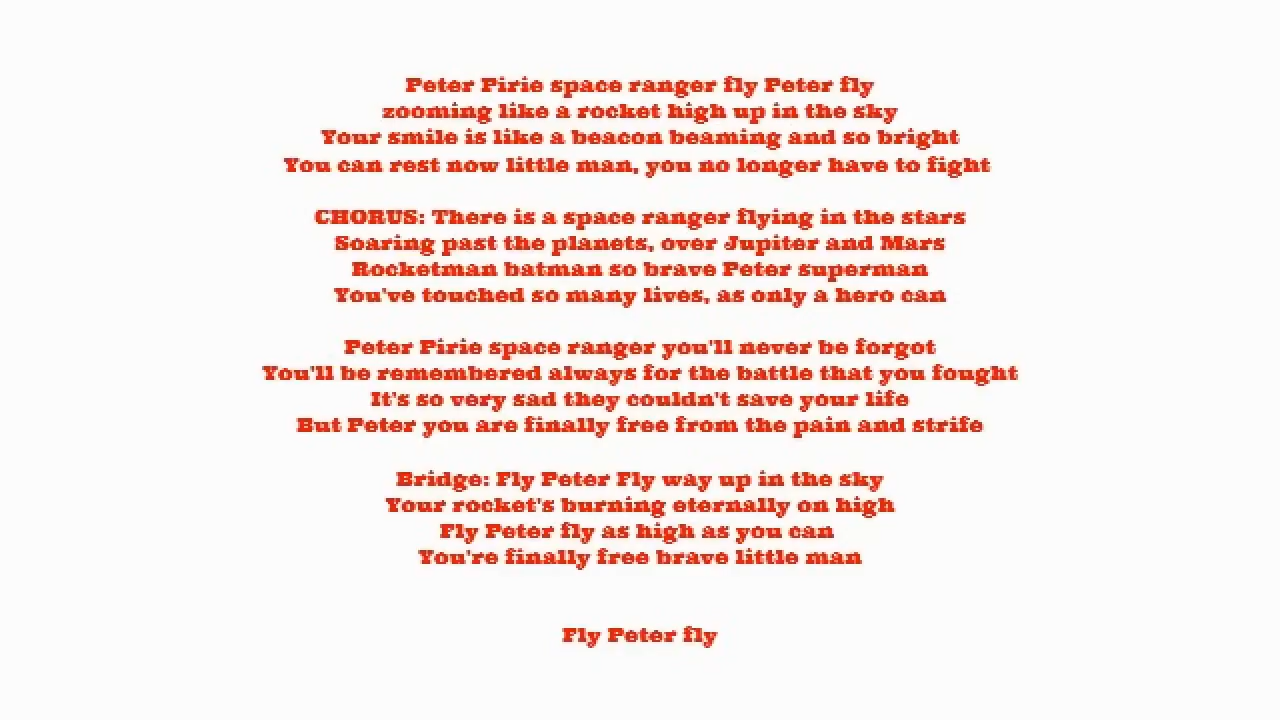 Peter Pirie space ranger fly Peter fly
zooming like a rocket high up in the sky
Your smile is like a beacon beaming and so bright
You can rest now little man, you no longer have to fight
CHORUS: There is a space ranger flying in the stars
Soaring past the planets, over Jupiter and Mars
Rocketman batman so brave Peter superman
You've touched so many lives, as only a hero can
Peter Pirie space ranger you'll never be forgot
You'll be remembered always for the battle that you fought
It's so very sad they couldn't save your life
But Peter you are finally free from the pain and strife
Bridge: Fly Peter Fly way up in the sky
Your rocket's burning eternally on high
Fly Peter fly as high as you can
You're finally free brave little man
Fly Peter fly